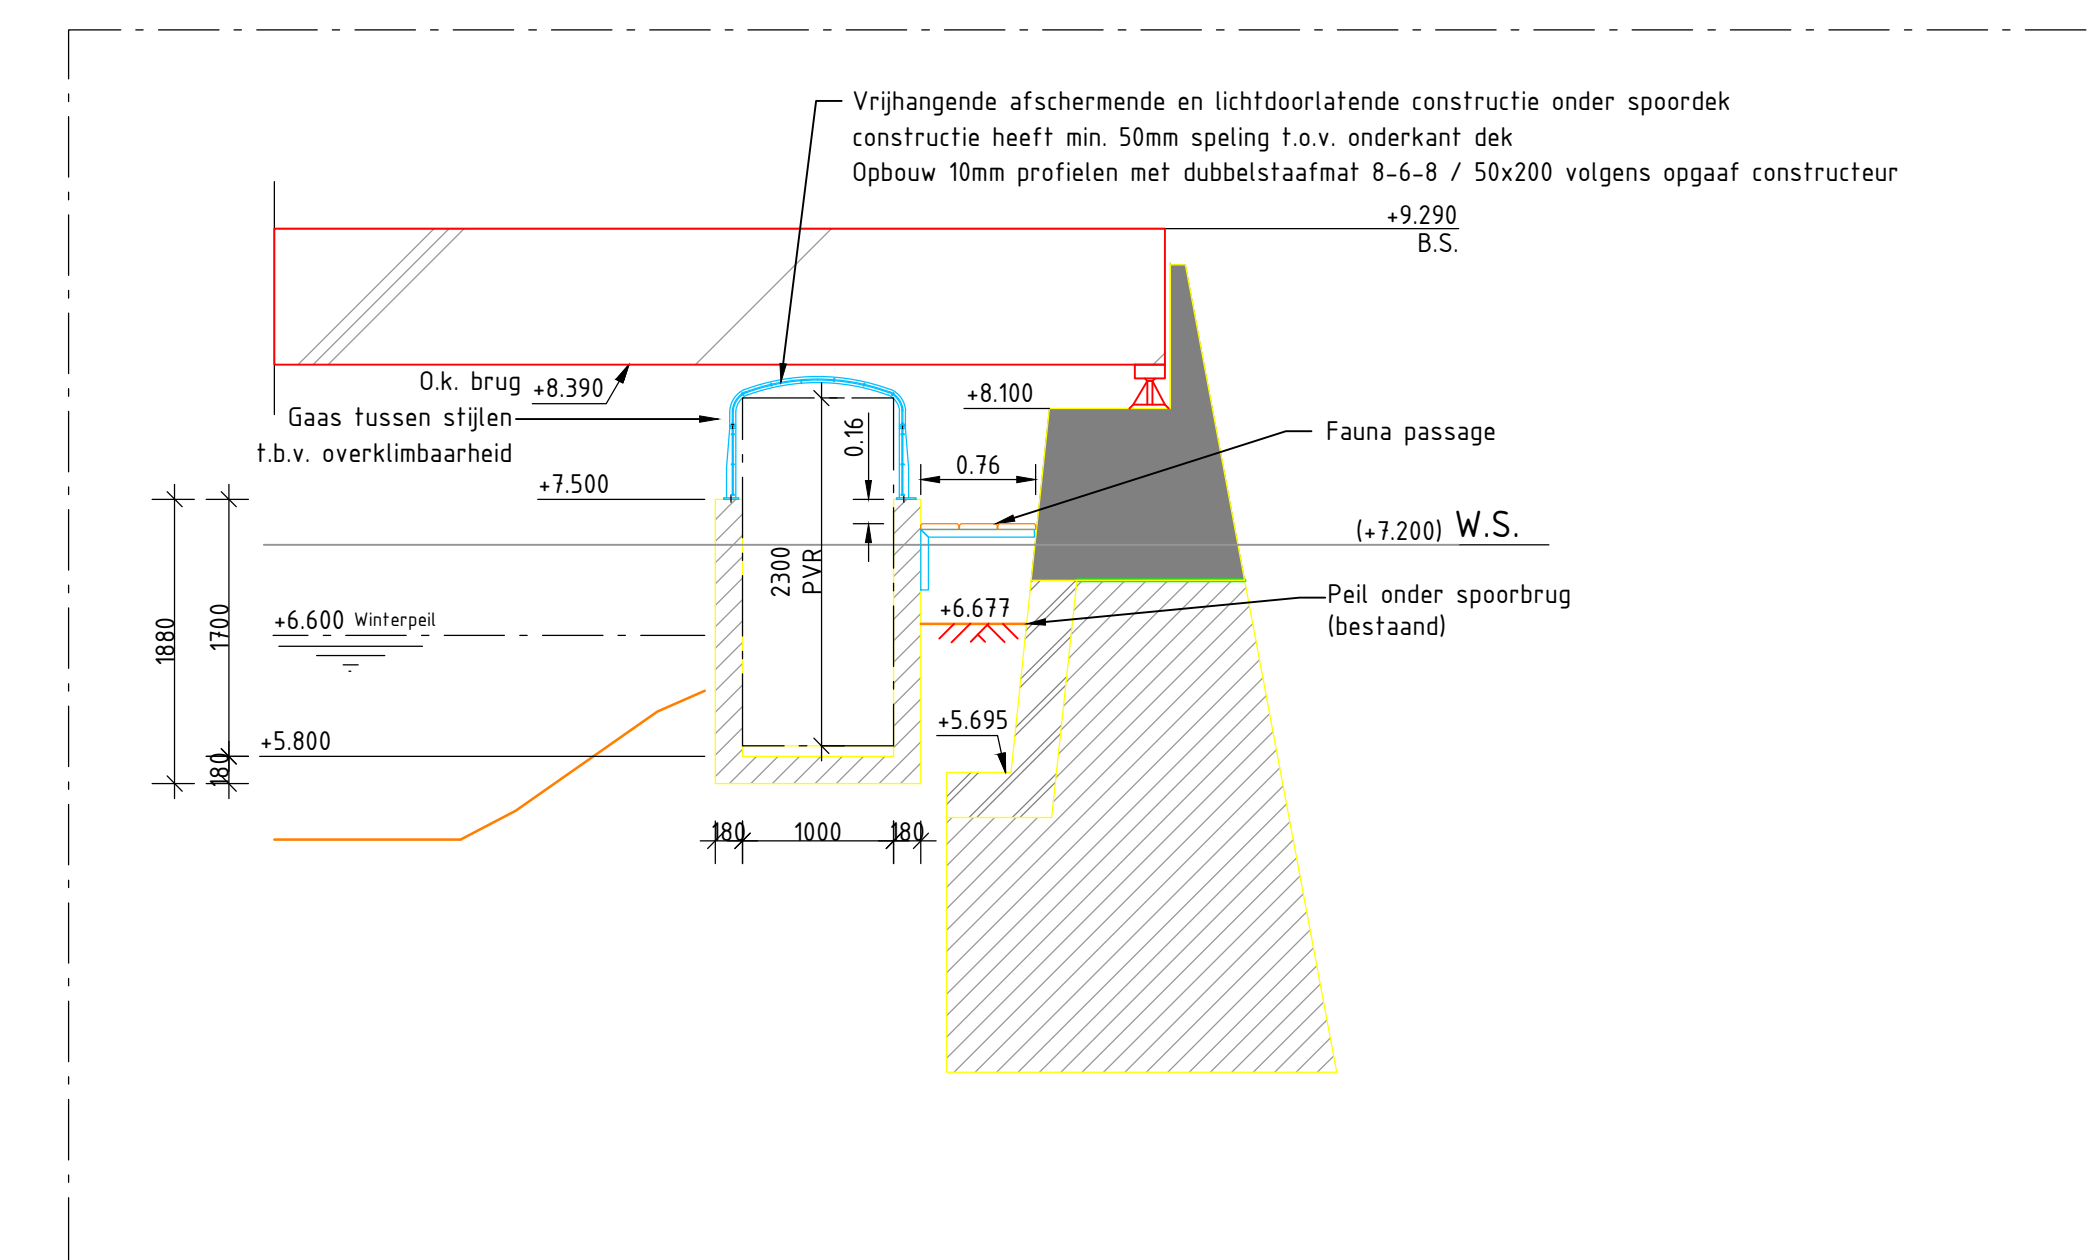 Vrijhangende afschermende en lichtdoorlatende constructie onder spoordek
constructie heeft min. 50mm speling t.o.v. onderkant dek
Opbouw 10mm profielen met dubbelstaafmat 8-6-8 / 50x200 volgens opgaaf constructeur
+9.290
B.S.
O.k. brug +8.390
+8.100
Gaas tussen stijlen
t.b.v. overklimbaarheid
0.16
Fauna passage
0.76
+7.500
(+7.200) W.S.
2300
PVR
1880
1700
180
+6.600 Winterpeil
+6.677
Peil onder spoorbrug
(bestaand)
+5.695
+5.800
180 1000 180